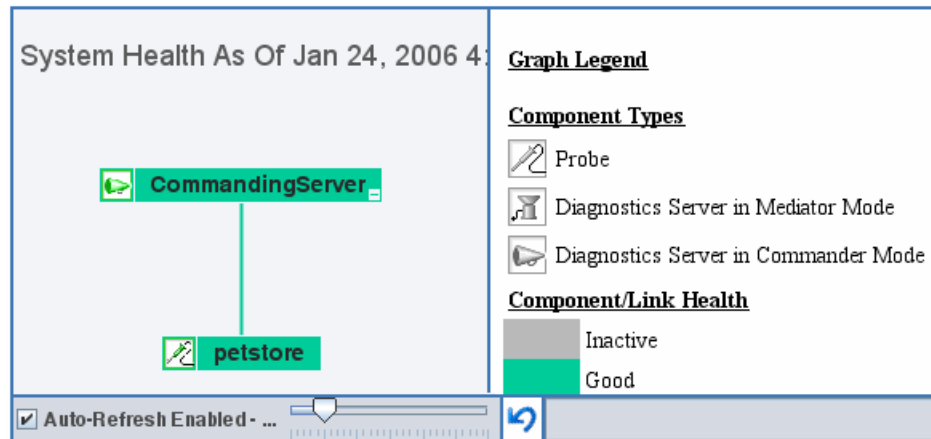 System Health As Of Jan 24, 2006 4:
CommandingServer
petstore
Auto-Refresh Enabled - ...
Graph Legend
Component Types
Probe
Diagnostics Server in Mediator Mode
Diagnostics Server in Commander Mode
Component/Link Health
Inactive
Good